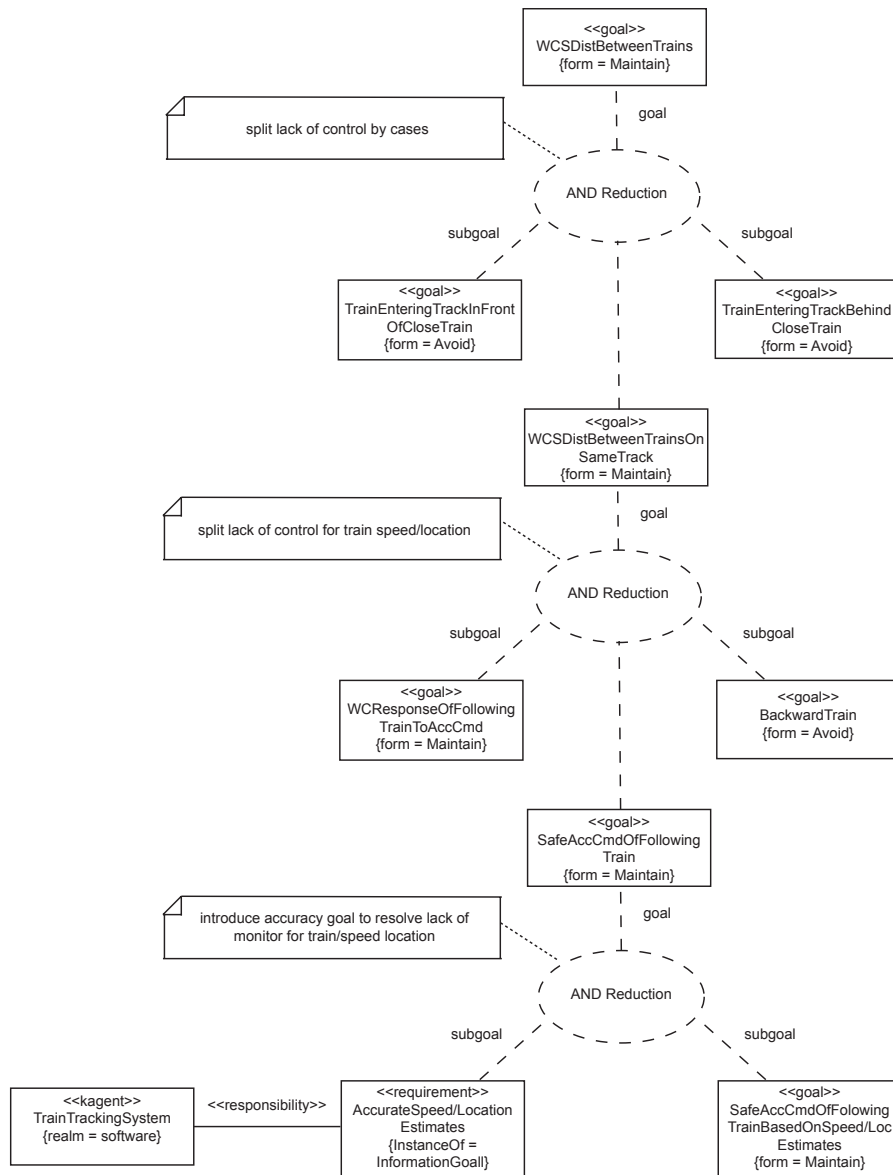 <<goal>>
WCSDistBetweenTrains
{form = Maintain}
goal
split lack of control by cases
AND Reduction
subgoal
subgoal
<<goal>>
TrainEnteringTrackInFront
OfCloseTrain
{form = Avoid}
<<goal>>
TrainEnteringTrackBehind
CloseTrain
{form = Avoid}
<<goal>>
WCSDistBetweenTrainsOn
SameTrack
{form = Maintain}
goal
split lack of control for train speed/location
AND Reduction
subgoal
subgoal
<<goal>>
WCResponseOfFollowing
TrainToAccCmd
{form = Maintain}
<<goal>>
BackwardTrain
{form = Avoid}
<<goal>>
SafeAccCmdOfFollowing
Train
{form = Maintain}
goal
introduce accuracy goal to resolve lack of
monitor for train/speed location
AND Reduction
subgoal
subgoal
<<kagent>>
TrainTrackingSystem
{realm = software}
<<responsibility>>
<<requirement>>
AccurateSpeed/Location
Estimates
{InstanceOf =
InformationGoall}
<<goal>>
SafeAccCmdOfFolowing
TrainBasedOnSpeed/Loc
Estimates
{form = Maintain}